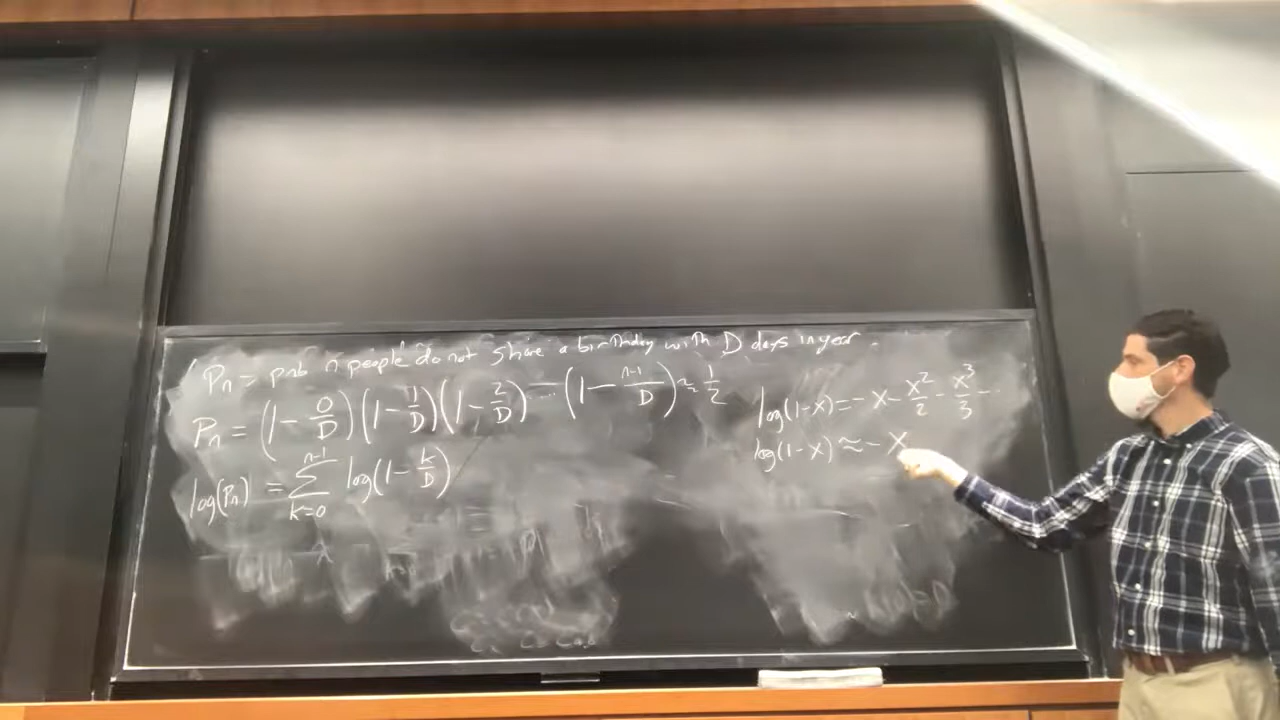 Pn = prob n people do not share a birthday with D days in year.
Pn = (1 - 0/D)(1 - 1/D)(1 - 2/D) ... (1 - n-1/D) ≈ 1/2
log(Pn) = ∑_{k=0}^{n-1} log(1 - k/D)
log(1-x) = -x - x²/2 - x³/3 - ...
log(1-x) ≈ -x